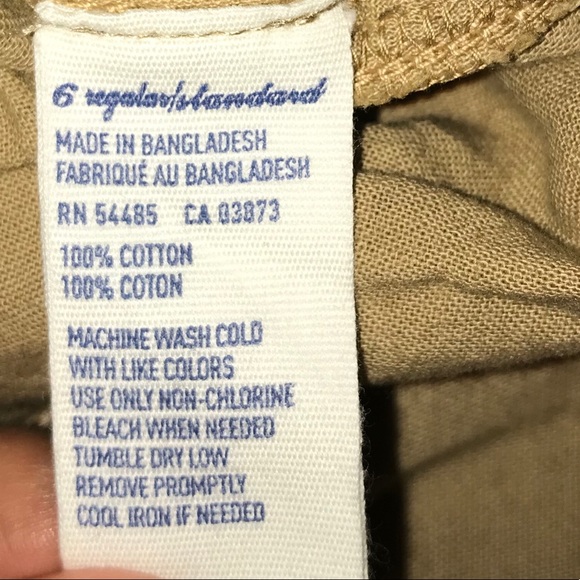 6 regular/standard
MADE IN BANGLADESH
FABRIQUÉ AU BANGLADESH
RN 54485 CA 03873
100% COTTON
100% COTON
MACHINE WASH COLD
WITH LIKE COLORS
USE ONLY NON-CHLORINE
BLEACH WHEN NEEDED
TUMBLE DRY LOW
REMOVE PROMPTLY
COOL IRON IF NEEDED